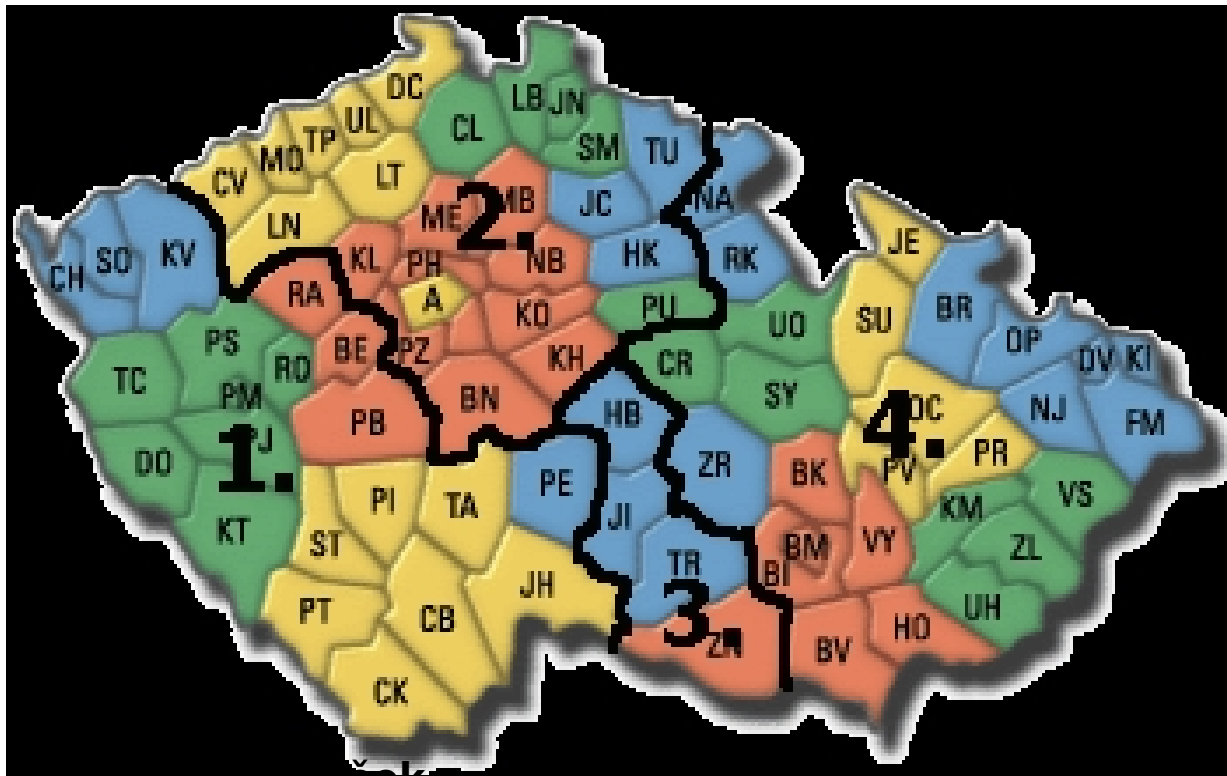 DC
LB JN
CL
UL
TP
MO
SM
TU
CV
LT
ME
2.
MB
JC
NA
LN
SO
KV
CH
KL
PH
NB
HK
RK
JE
RA
A
KO
PU
UO
SU
BR
OP
DV
KI
PS
BE
PZ
KH
CR
TC
RO
PM
BN
HB
SY
4.
NJ
FM
PB
PJ
1.
DO
ZR
BK
PV
PR
PE
PI
TA
JI
KM
VS
KT
ST
BM
VY
ZL
TR
BI
JH
UH
PT
CB
3.
ZN
HO
BV
CK